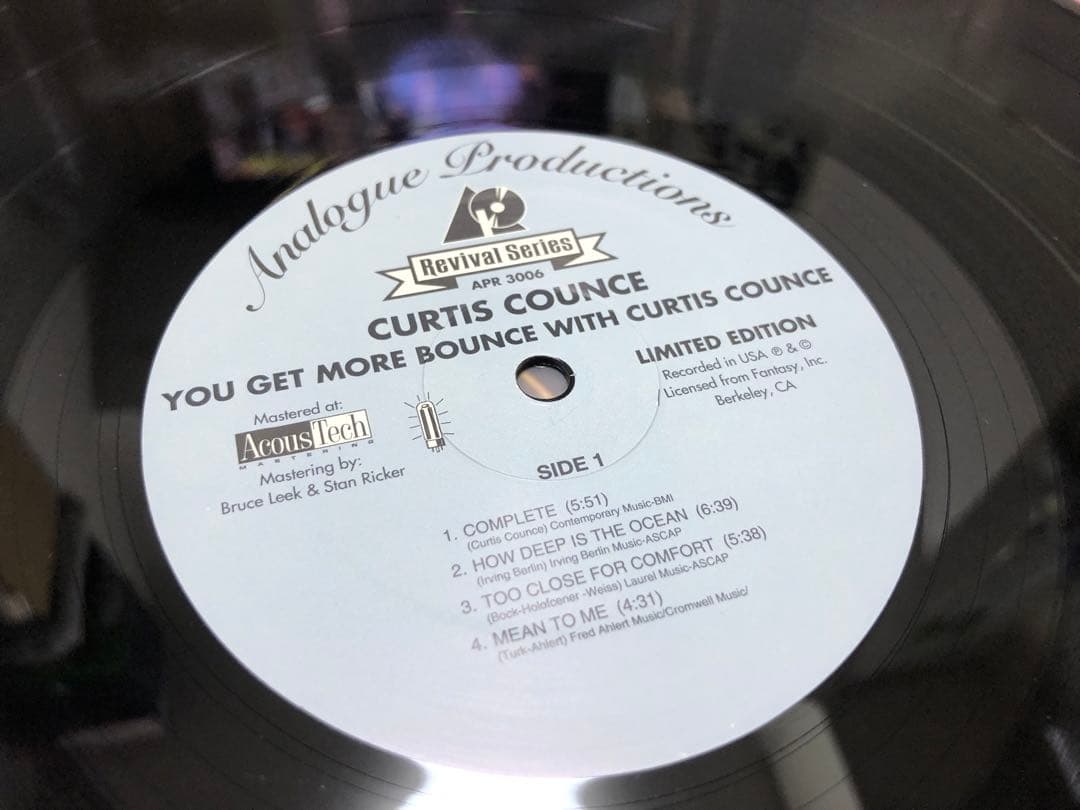 Analogue Productions
Revival Series
APR 3006
CURTIS COUNCE
YOU GET MORE BOUNCE WITH CURTIS COUNCE
Mastered at:
AcousTech
MASTERING
Mastering by:
Bruce Leek & Stan Ricker
LIMITED EDITION
Recorded in USA ℗ & ©
Licensed from Fantasy, Inc.
Berkeley, CA
SIDE 1
1. COMPLETE (5:51)
(Curtis Counce) Contemporary Music-BMI
2. HOW DEEP IS THE OCEAN (6:39)
(Irving Berlin) Irving Berlin Music-ASCAP
3. TOO CLOSE FOR COMFORT (5:38)
(Bock-Holofcener-Weiss) Laurel Music-ASCAP
4. MEAN TO ME (4:31)
(Turk-Ahlert) Fred Ahlert Music/Cromwell Music/